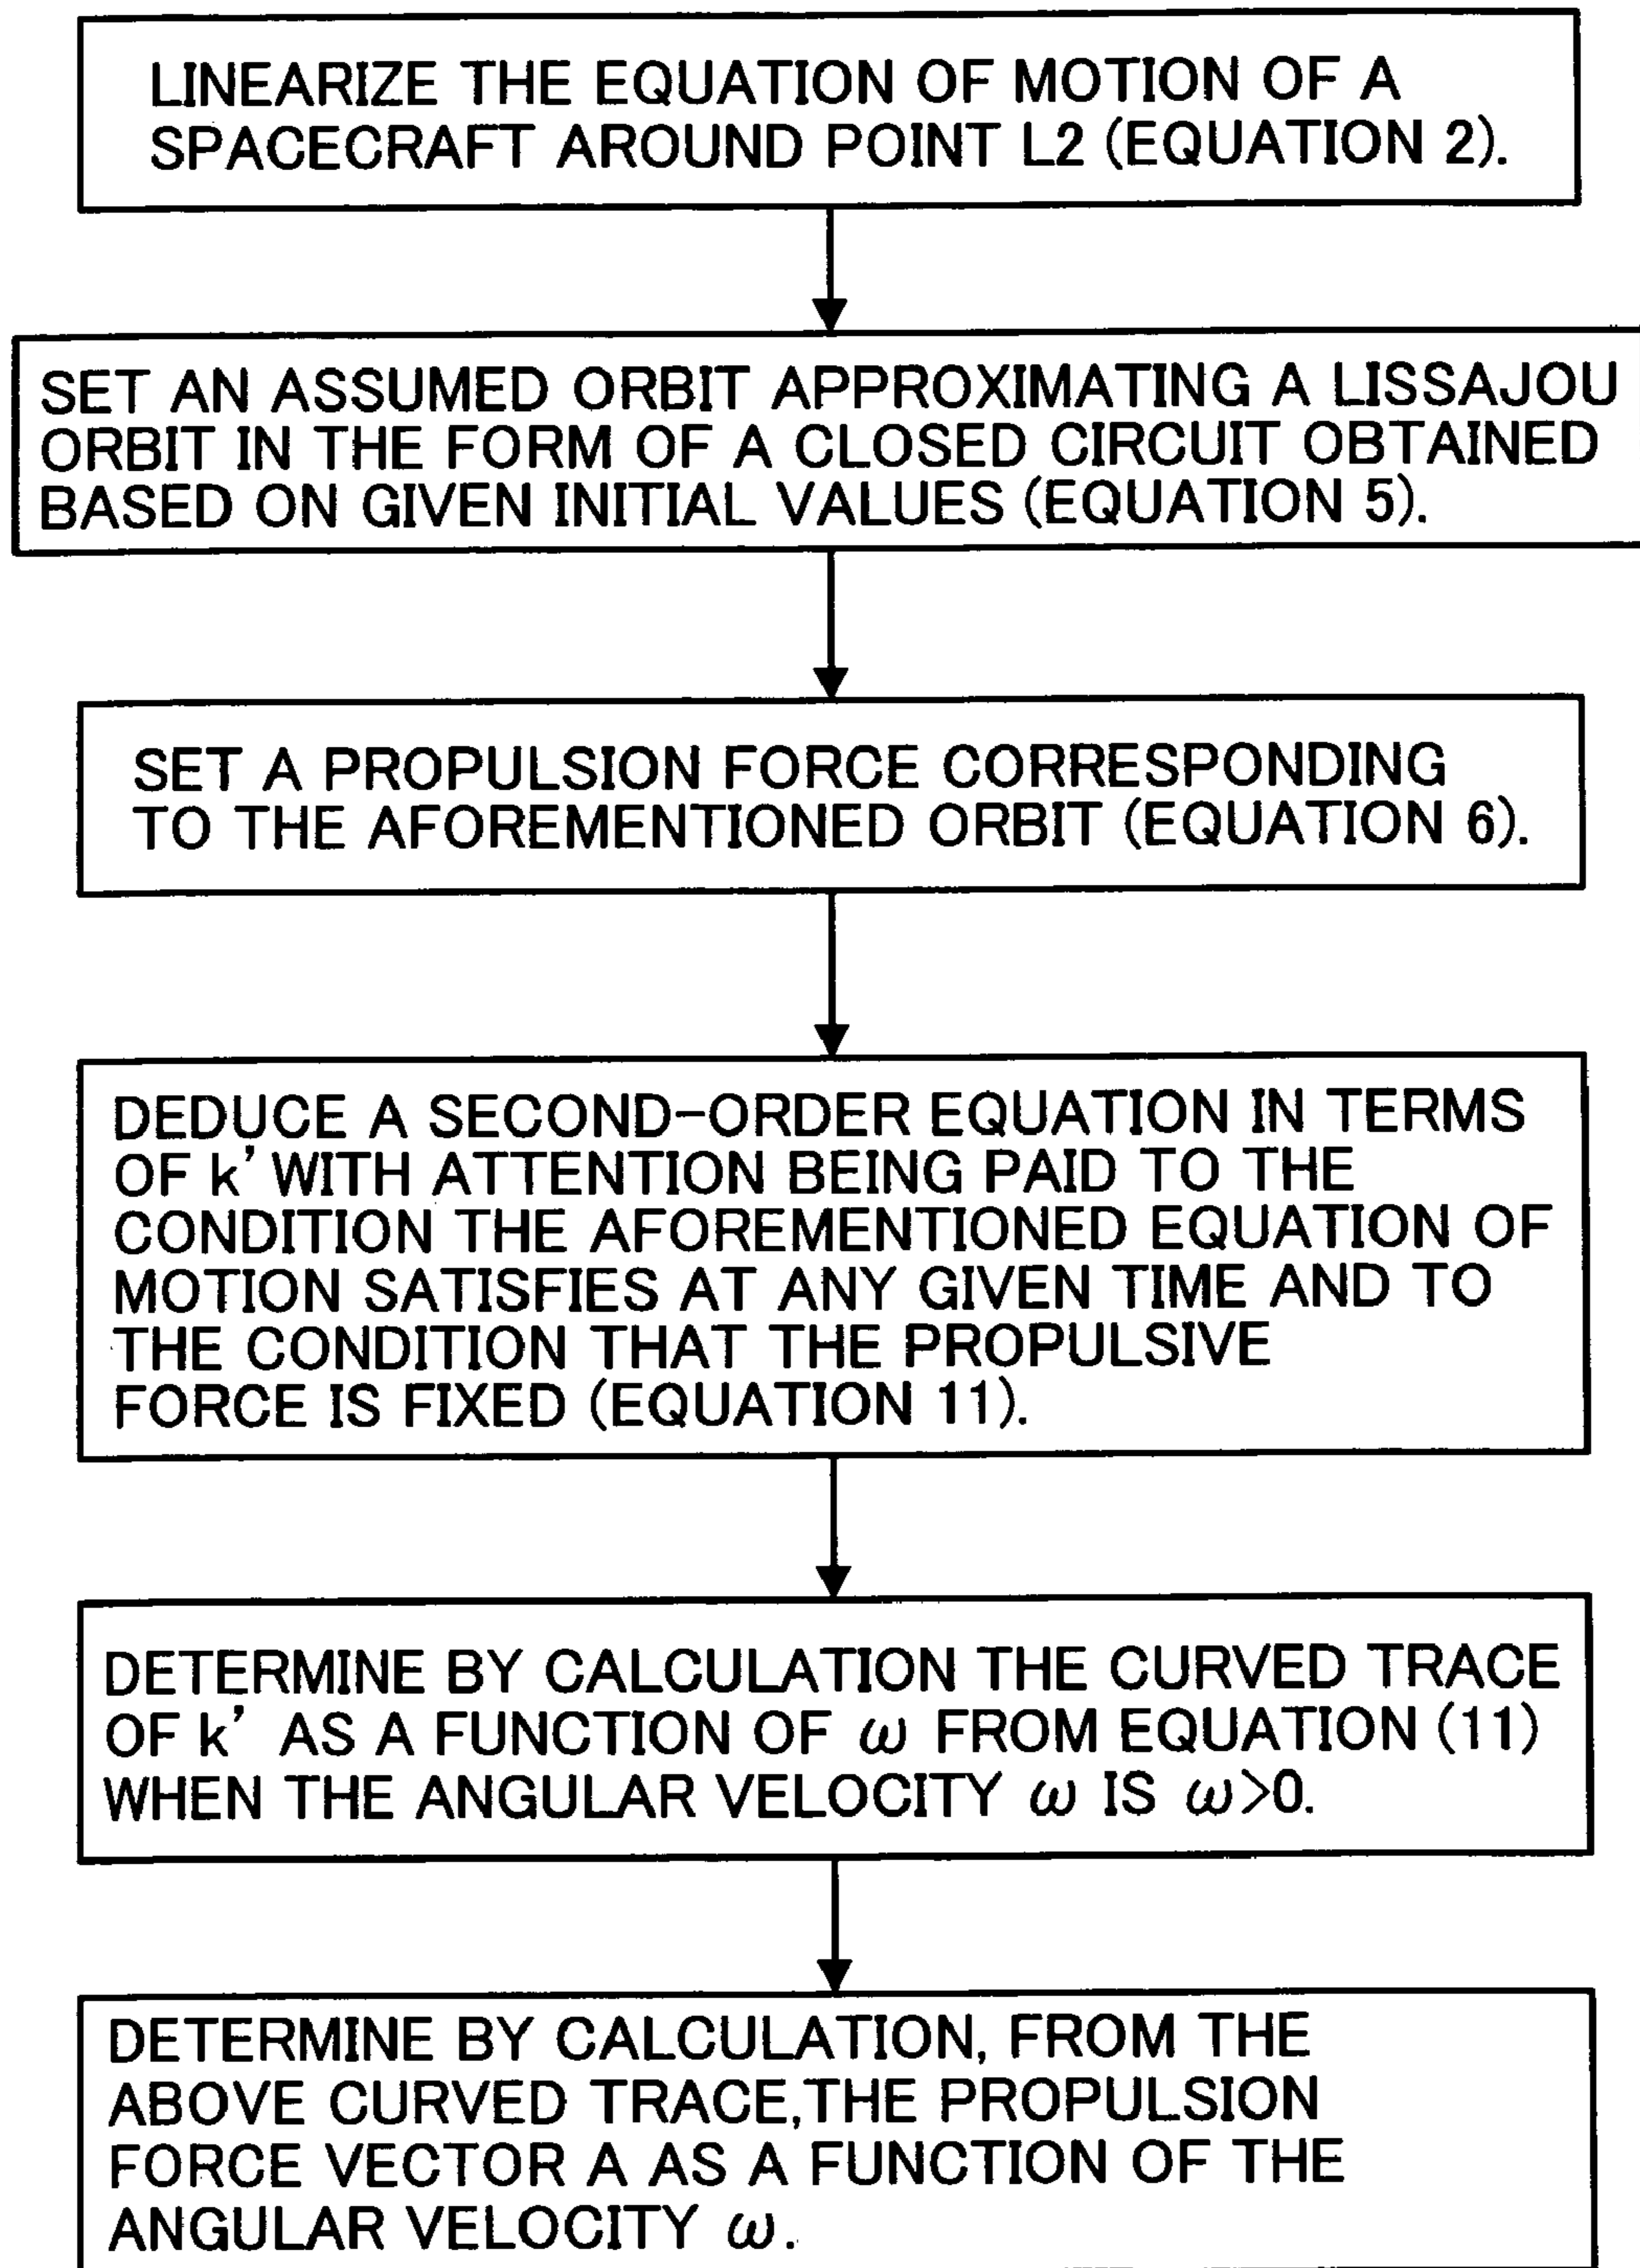 LINEARIZE THE EQUATION OF MOTION OF A
SPACECRAFT AROUND POINT L2 (EQUATION 2).
SET AN ASSUMED ORBIT APPROXIMATING A LISSAJOU
ORBIT IN THE FORM OF A CLOSED CIRCUIT OBTAINED
BASED ON GIVEN INITIAL VALUES (EQUATION 5).
SET A PROPULSION FORCE CORRESPONDING
TO THE AFOREMENTIONED ORBIT (EQUATION 6).
DEDUCE A SECOND-ORDER EQUATION IN TERMS
OF k' WITH ATTENTION BEING PAID TO THE
CONDITION THE AFOREMENTIONED EQUATION OF
MOTION SATISFIES AT ANY GIVEN TIME AND TO
THE CONDITION THAT THE PROPULSIVE
FORCE IS FIXED (EQUATION 11).
DETERMINE BY CALCULATION THE CURVED TRACE
OF k' AS A FUNCTION OF ω FROM EQUATION (11)
WHEN THE ANGULAR VELOCITY ω IS ω>0.
DETERMINE BY CALCULATION, FROM THE
ABOVE CURVED TRACE,THE PROPULSION
FORCE VECTOR A AS A FUNCTION OF THE
ANGULAR VELOCITY ω.